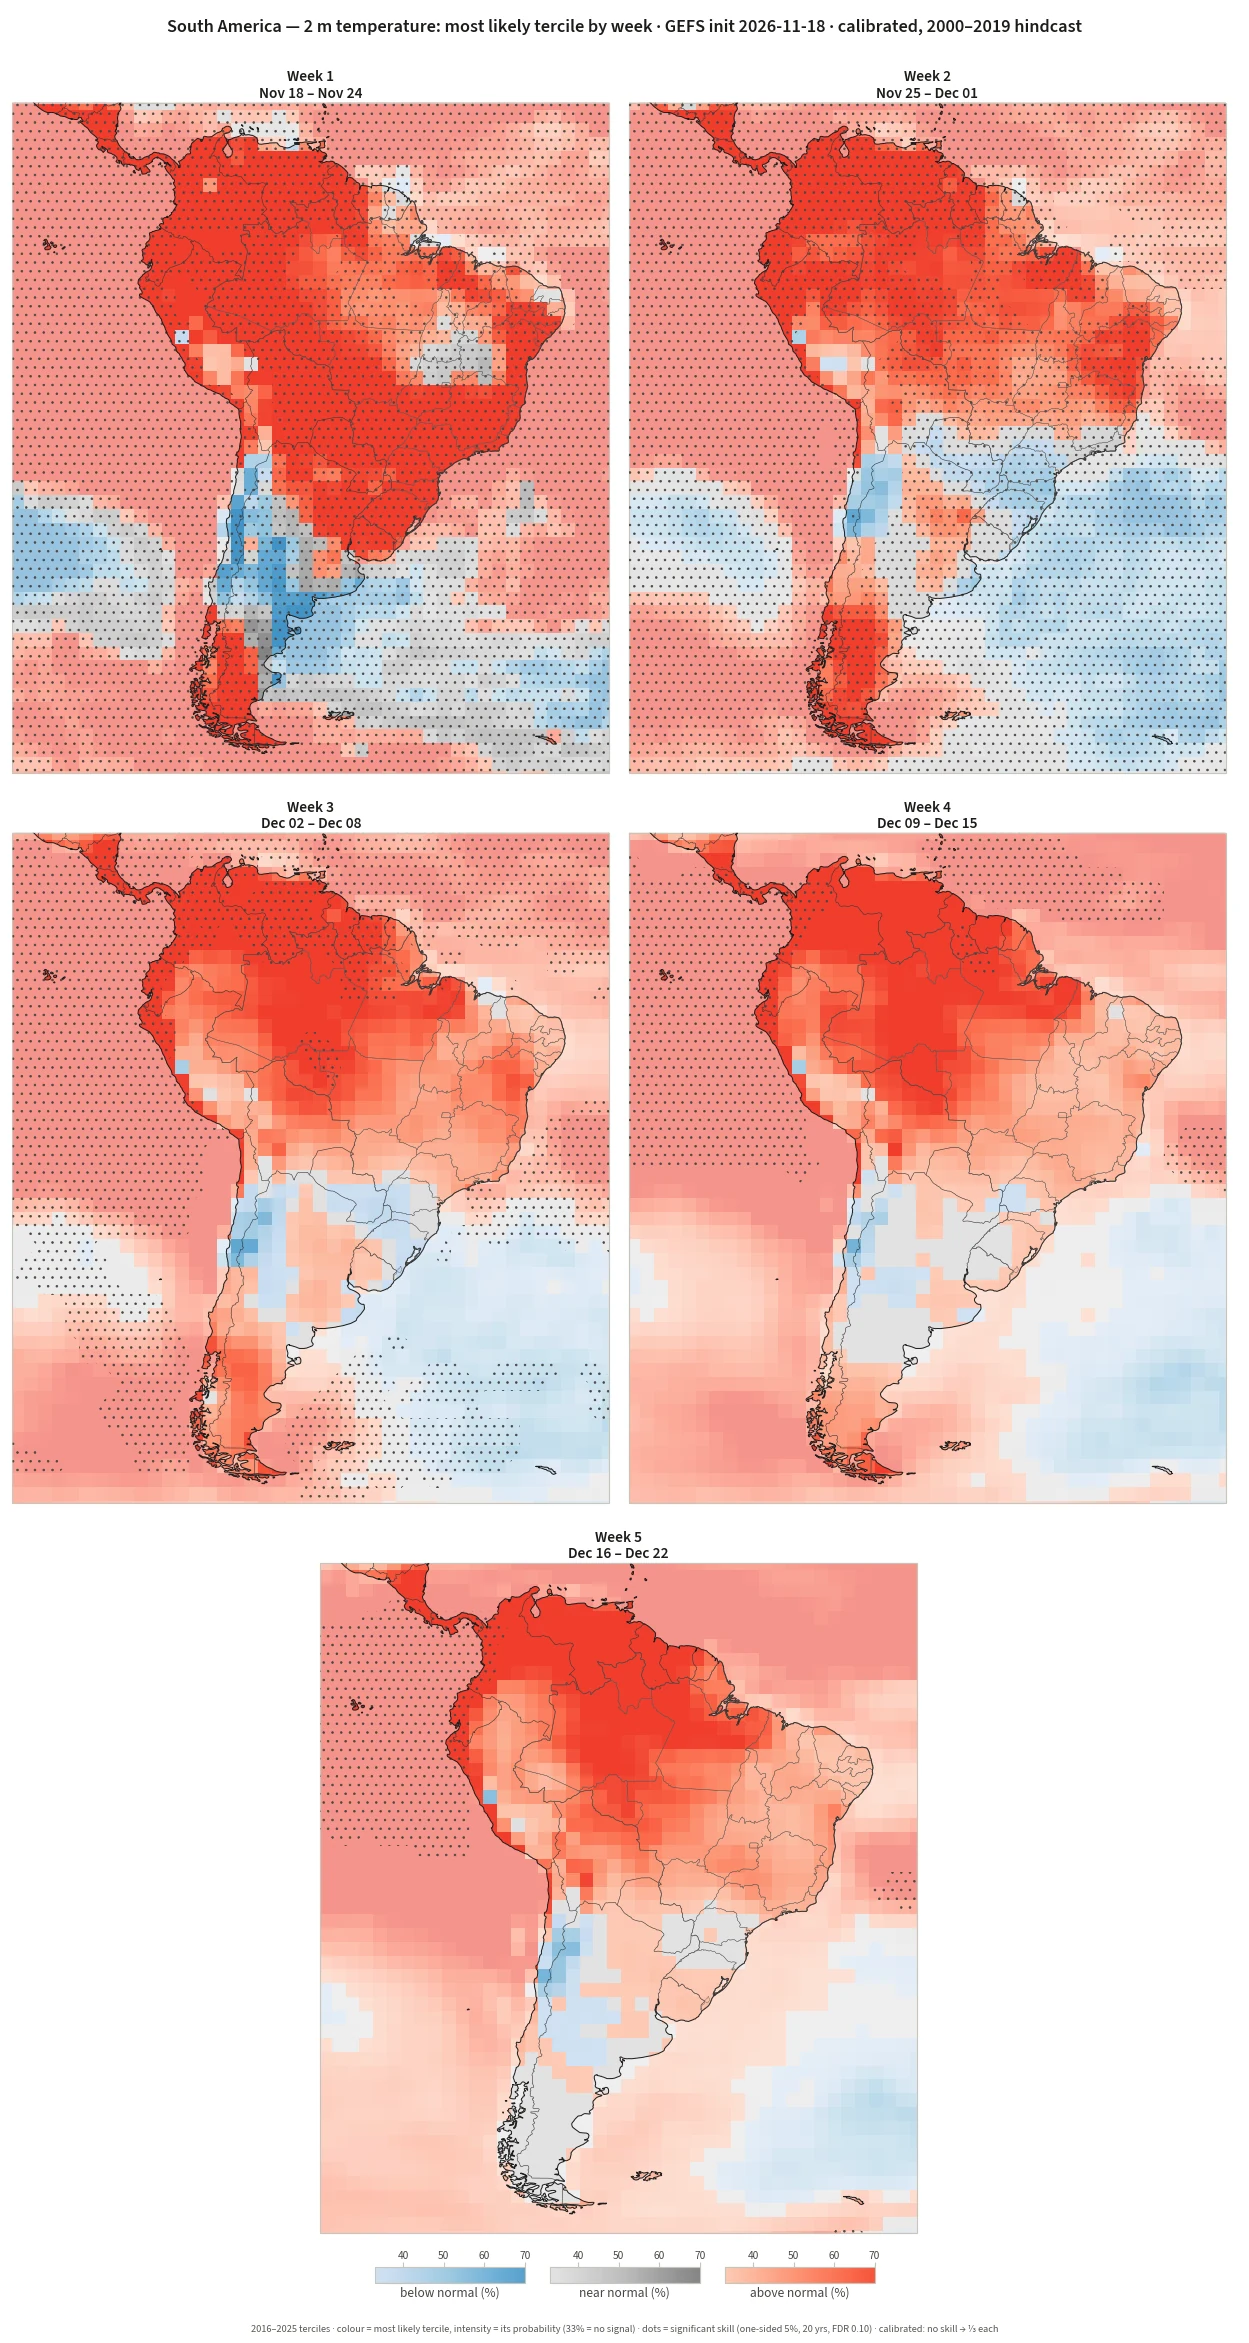 South America — 2 m temperature: most likely tercile by week · GEFS init 2026-11-18 · calibrated, 2000–2019 hindcast
Week 1
Nov 18 – Nov 24
Week 2
Nov 25 – Dec 01
Week 3
Dec 02 – Dec 08
Week 4
Dec 09 – Dec 15
Week 5
Dec 16 – Dec 22
40 50 60 70
below normal (%)
40 50 60 70
near normal (%)
40 50 60 70
above normal (%)
2016–2025 terciles · colour = most likely tercile, intensity = its probability (33% = no signal) · dots = significant skill (one-sided 5%, 20 yrs, FDR 0.10) · calibrated: no skill → ⅓ each